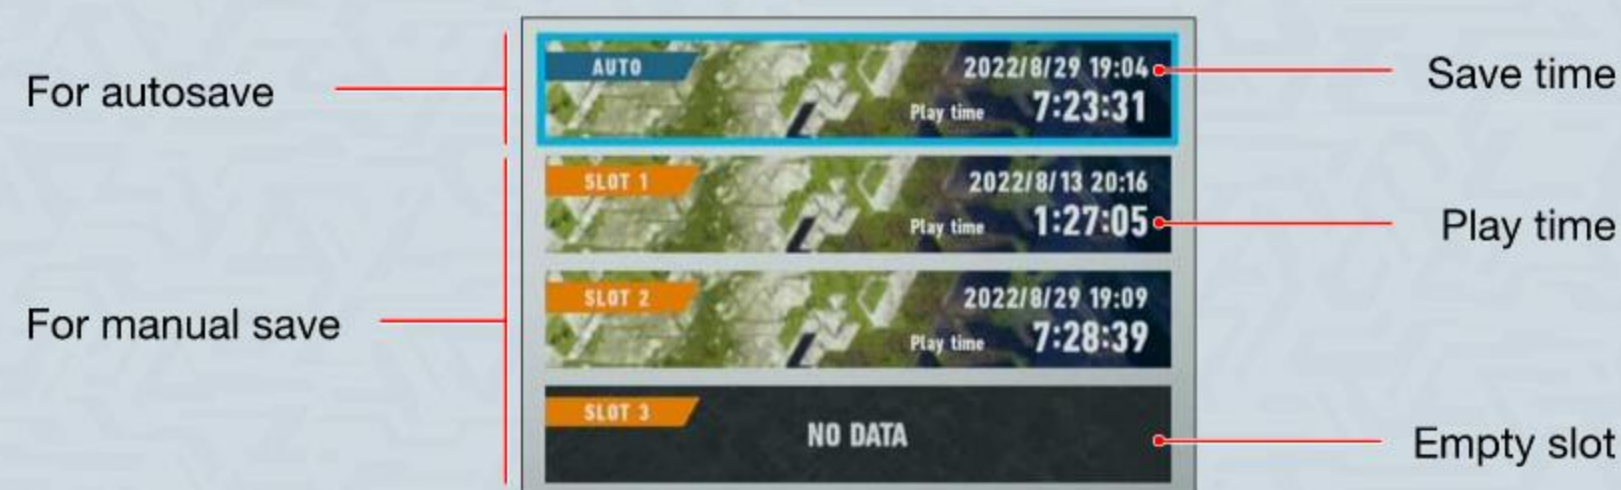 For autosave
AUTO
2022/8/29 19:04
Play time 7:23:31
Save time
SLOT 1
2022/8/13 20:16
Play time 1:27:05
Play time
For manual save
SLOT 2
2022/8/29 19:09
Play time 7:28:39
SLOT 3
NO DATA
Empty slot